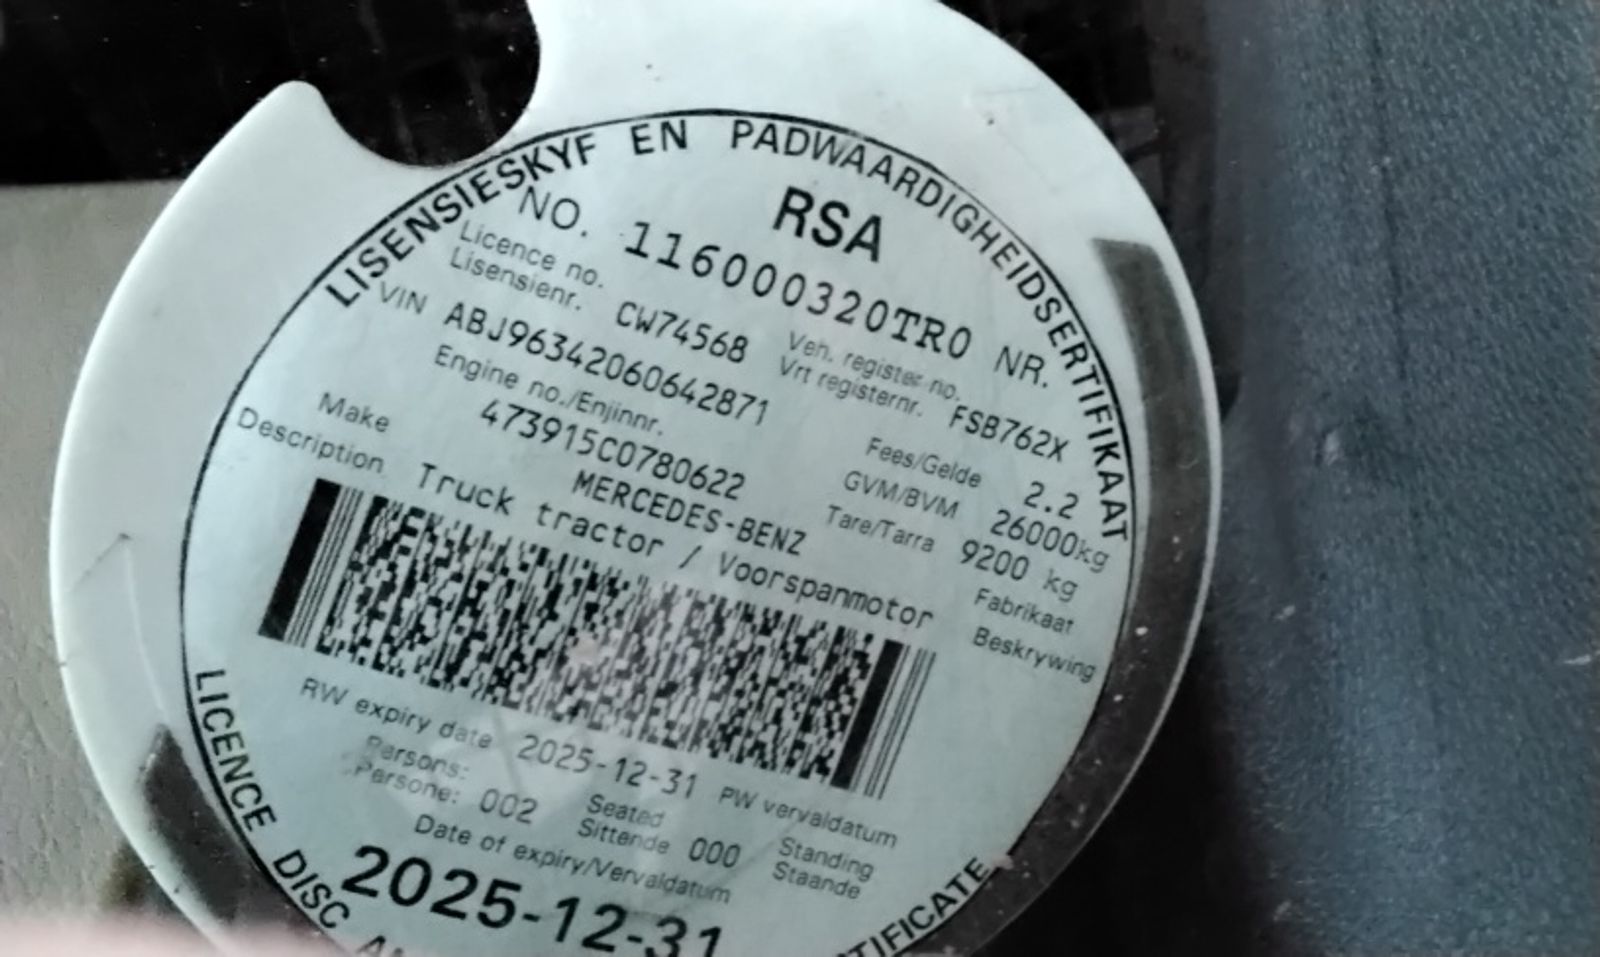 LISENSIESKYF EN PADWAARDIGHEIDSERTIFIKAAT
RSA
NO. 116000320TR0 NR.
Licence no.
Lisensienr. CW74568
Veh. register no.
Vrt registernr. FSB762X
VIN ABJ96342060642871
Engine no./Enjinnr.
473915C0780622
Fees/Gelde 2.2
GVM/BVM 26000kg
Tare/Tarra 9200 kg
Make MERCEDES-BENZ Fabrikaat
Description Truck tractor / Voorspanmotor Beskrywing
RW expiry date 2025-12-31 PW vervaldatum
Persons:
Persone: 002
Seated
Sittende 000
Standing
Staande
Date of expiry/Vervaldatum
2025-12-31
LICENCE DISC